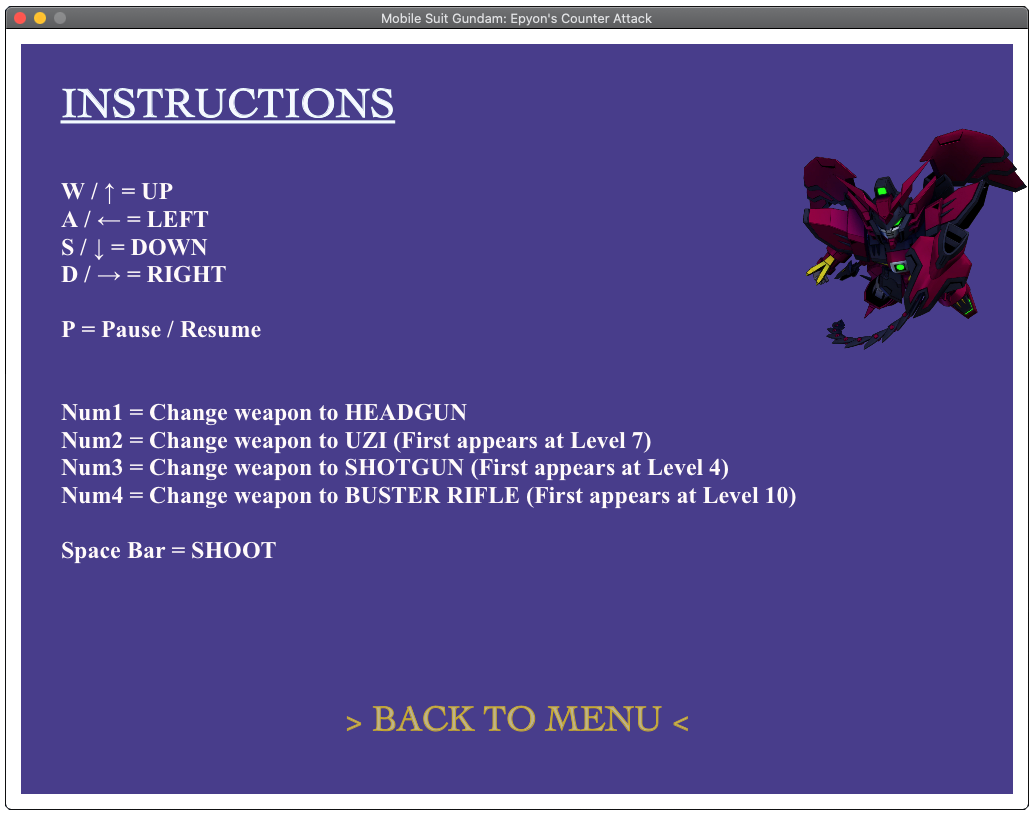 Mobile Suit Gundam: Epyon's Counter Attack
INSTRUCTIONS
W / ↑ = UP
A / ← = LEFT
S / ↓ = DOWN
D / → = RIGHT
P = Pause / Resume
Num1 = Change weapon to HEADGUN
Num2 = Change weapon to UZI (First appears at Level 7)
Num3 = Change weapon to SHOTGUN (First appears at Level 4)
Num4 = Change weapon to BUSTER RIFLE (First appears at Level 10)
Space Bar = SHOOT
> BACK TO MENU <